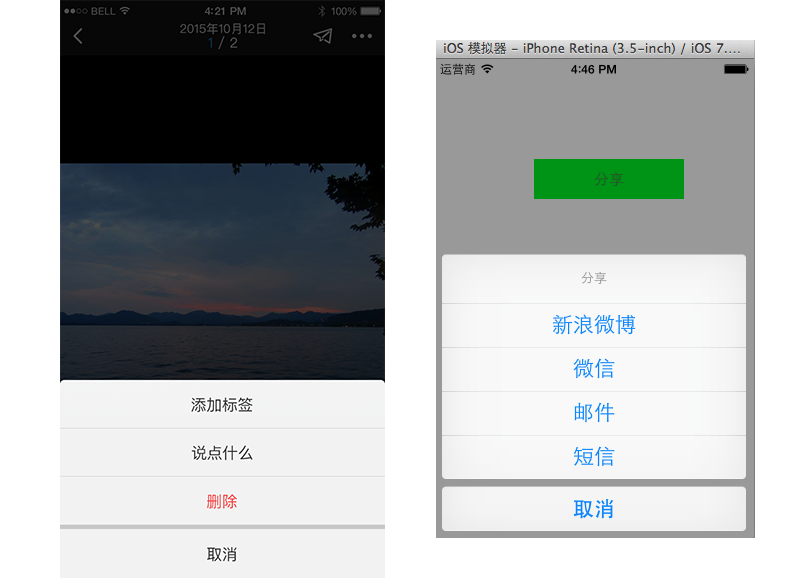 BELL 4:21 PM 100%
2015年10月12日
1 / 2
添加标签
说点什么
删除
取消
iOS 模拟器 – iPhone Retina (3.5-inch) / iOS 7....
运营商 4:46 PM
分享
分享
新浪微博
微信
邮件
短信
取消